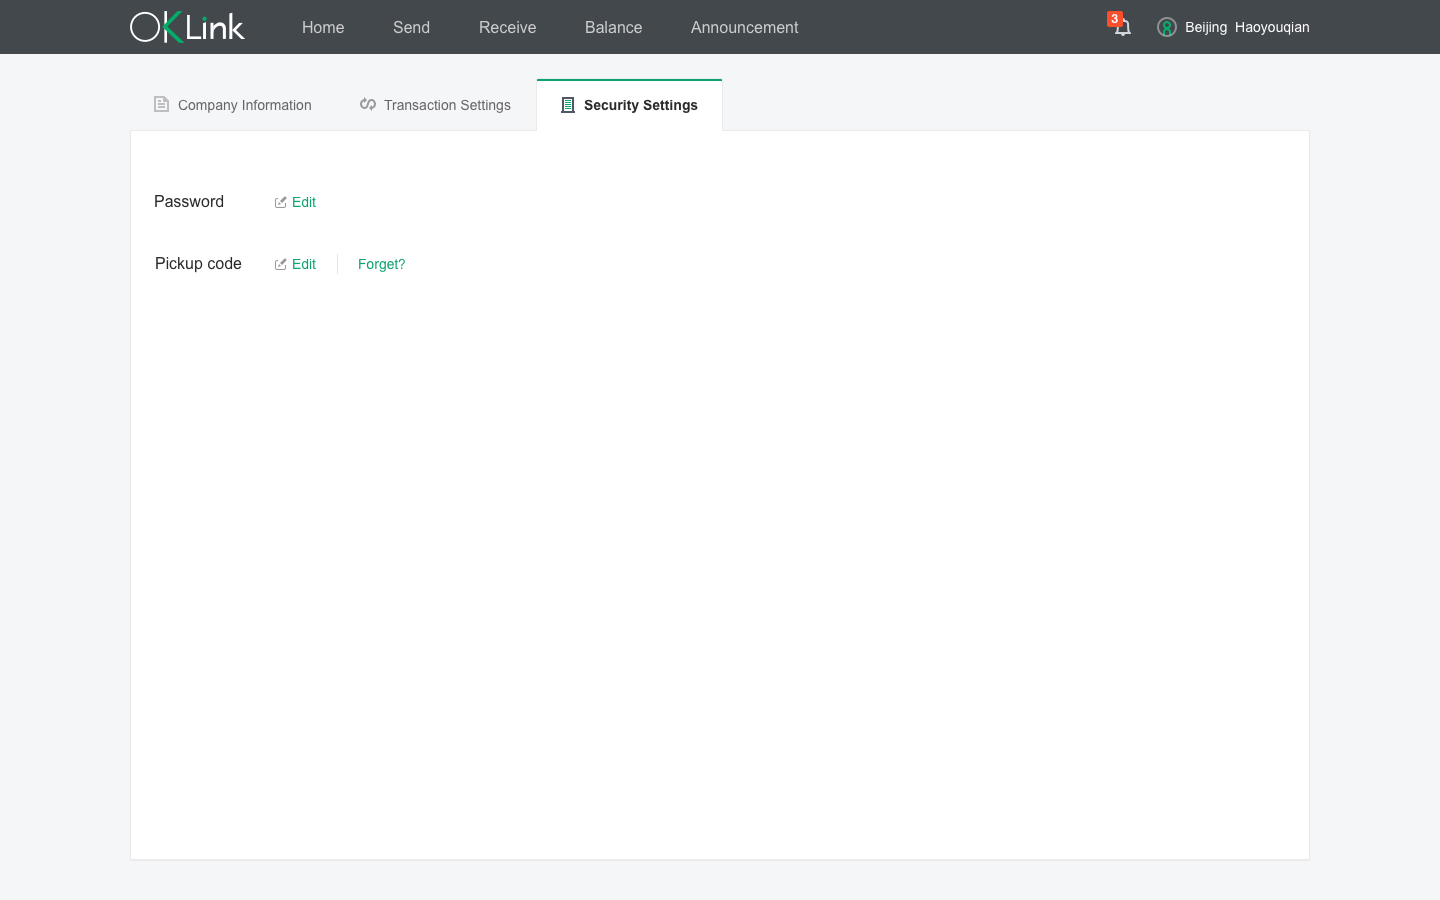 OKLink Home Send Receive Balance Announcement 3 Beijing Haoyouqian
Company Information Transaction Settings Security Settings
Password Edit
Pickup code Edit Forget?